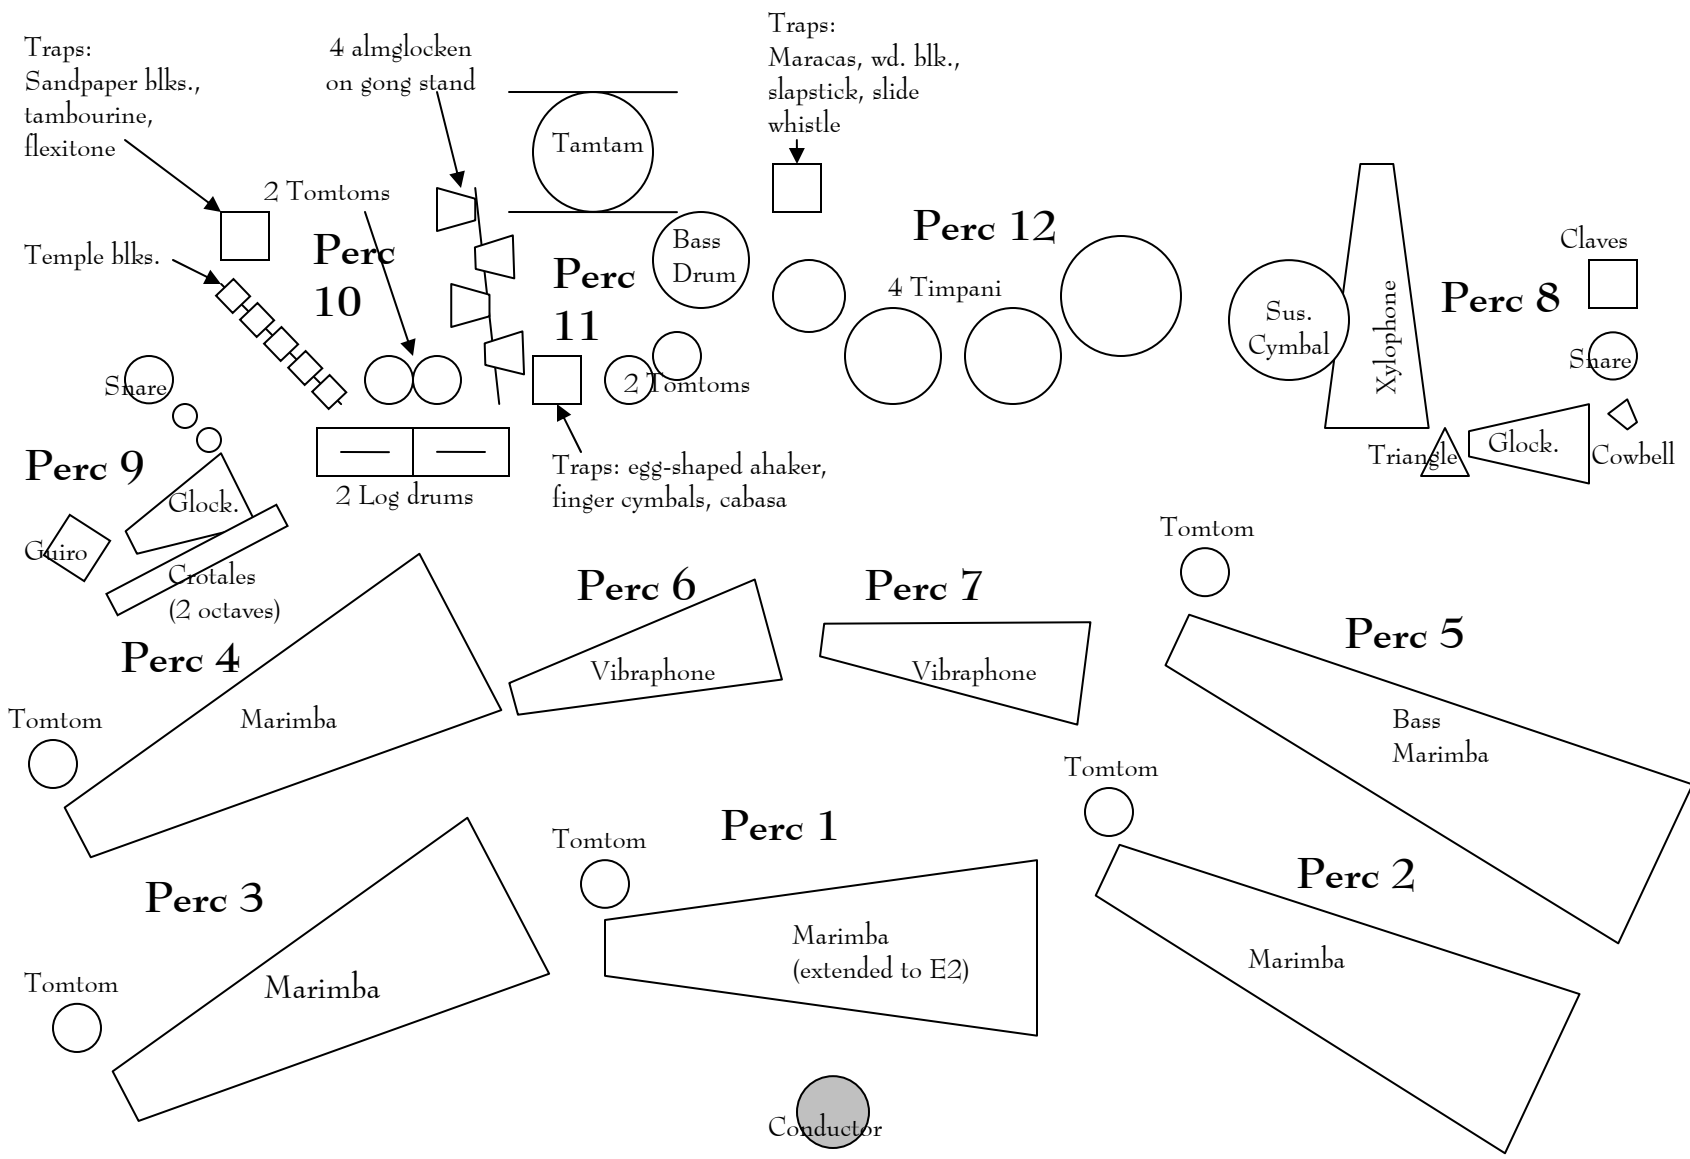 Traps:
Sandpaper blks.,
tambourine,
flexitone
4 almglocken
on gong stand
Traps:
Maracas, wd. blk.,
slapstick, slide
whistle
Tamtam
2 Tomtoms
Temple blks.
Perc
10
Perc
11
Bass
Drum
Perc 12
4 Timpani
Sus.
Cymbal
Xylophone
Claves
Perc 8
Snare
2 Tomtoms
Snare
Perc 9
Glock.
2 Log drums
Traps: egg-shaped ahaker,
finger cymbals, cabasa
Triangle
Glock.
Cowbell
Guiro
Crotales
(2 octaves)
Tomtom
Perc 6
Perc 7
Perc 5
Perc 4
Vibraphone
Vibraphone
Tomtom
Marimba
Bass
Marimba
Tomtom
Perc 1
Tomtom
Perc 2
Perc 3
Marimba
(extended to E2)
Marimba
Tomtom
Marimba
Conductor